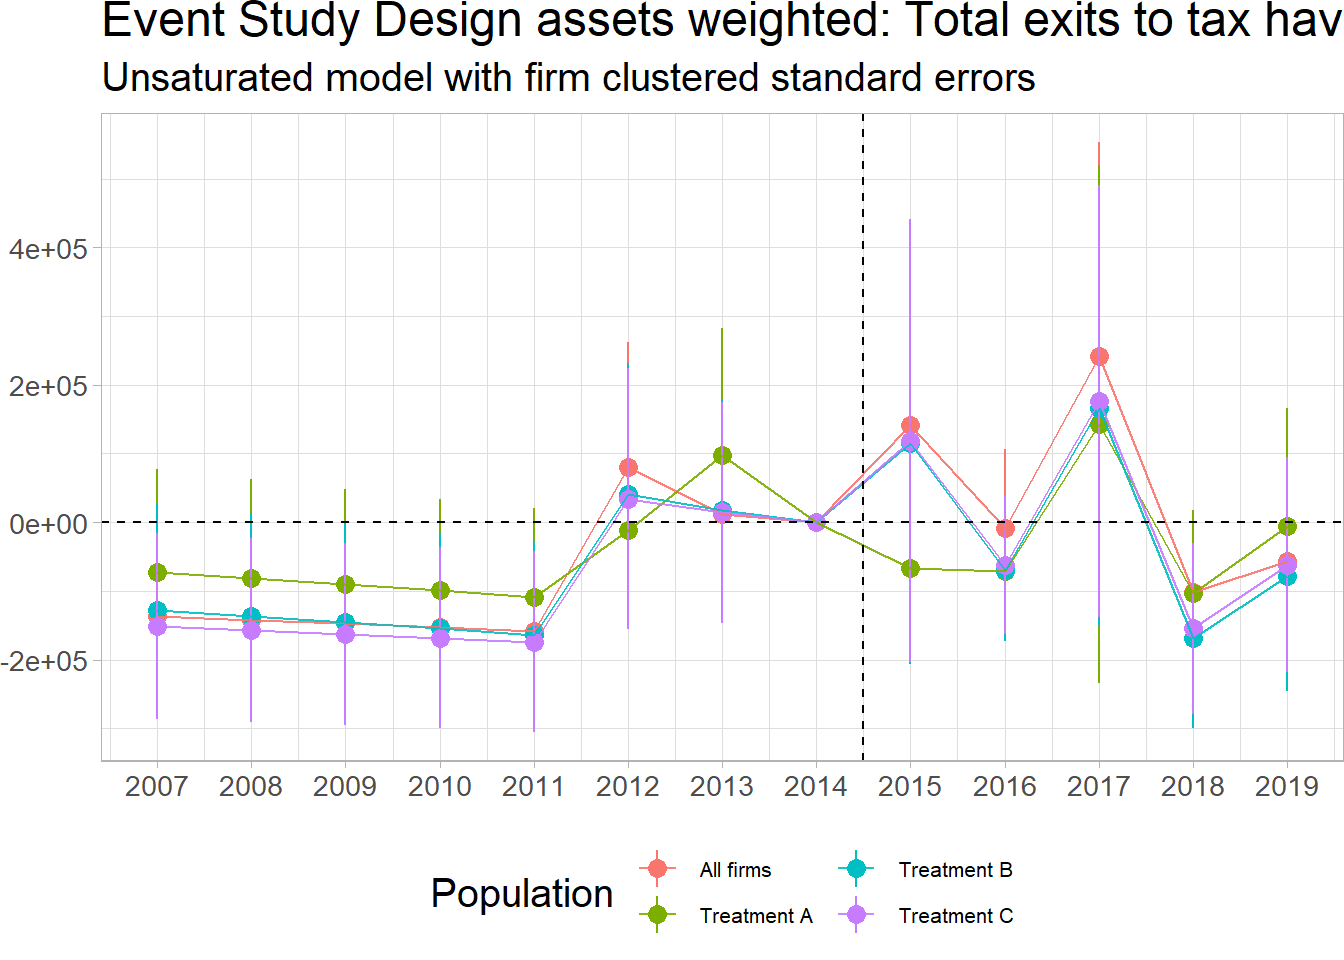 Event Study Design assets weighted: Total exits to tax hav
Unsaturated model with firm clustered standard errors
4e+05
2e+05
0e+00
-2e+05
2007 2008 2009 2010 2011 2012 2013 2014 2015 2016 2017 2018 2019
Population
All firms Treatment B
Treatment A Treatment C